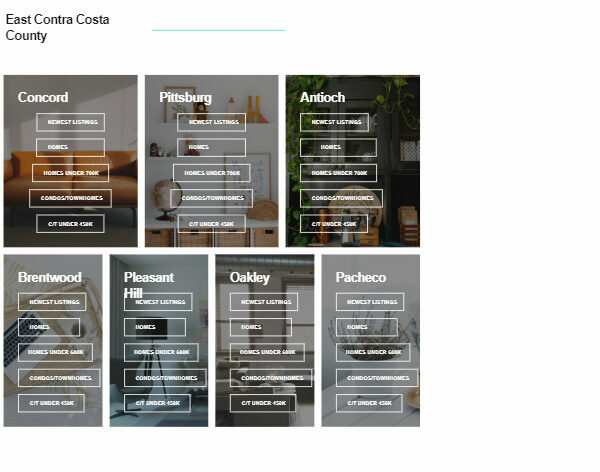 East Contra Costa
County
Concord
NEWEST LISTINGS
HOMES
HOMES UNDER 700K
CONDOS/TOWNHOMES
C/T UNDER 450K
Pittsburg
NEWEST LISTINGS
HOMES
HOMES UNDER 700K
CONDOS/TOWNHOMES
C/T UNDER 450K
Antioch
NEWEST LISTINGS
HOMES
HOMES UNDER 700K
CONDOS/TOWNHOMES
C/T UNDER 450K
Brentwood
NEWEST LISTINGS
HOMES
HOMES UNDER 600K
CONDOS/TOWNHOMES
C/T UNDER 450K
Pleasant
Hill
NEWEST LISTINGS
HOMES
HOMES UNDER 600K
CONDOS/TOWNHOMES
C/T UNDER 450K
Oakley
NEWEST LISTINGS
HOMES
HOMES UNDER 600K
CONDOS/TOWNHOMES
C/T UNDER 450K
Pacheco
NEWEST LISTINGS
HOMES
HOMES UNDER 600K
CONDOS/TOWNHOMES
C/T UNDER 450K